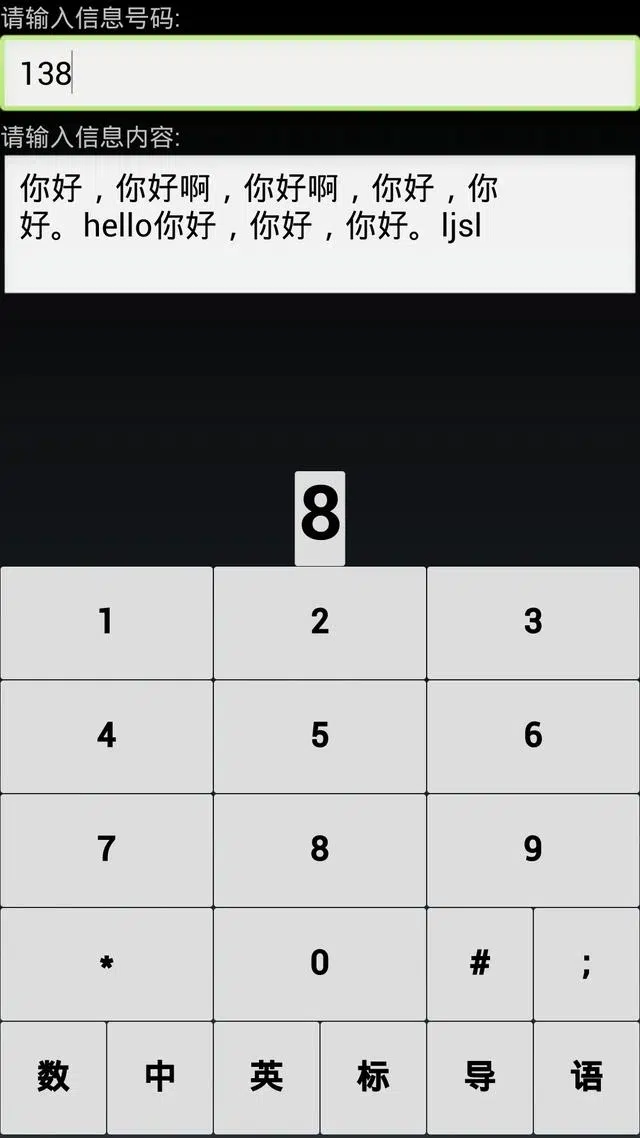 请输入信息号码:
138
请输入信息内容:
你好，你好啊，你好啊，你好，你
好。hello你好，你好，你好。ljsl
8
1 2 3
4 5 6
7 8 9
* 0 # ;
数 中 英 标 导 语